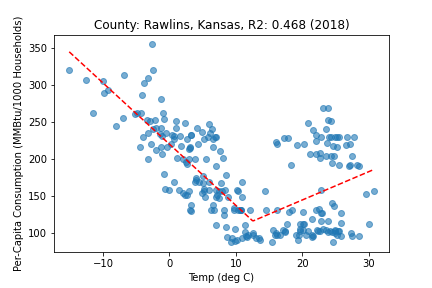 County: Rawlins, Kansas, R2: 0.468 (2018)
Per-Capita Consumption (MMBtu/1000 Households)
350
300
250
200
150
100
−10 0 10 20 30
Temp (deg C)